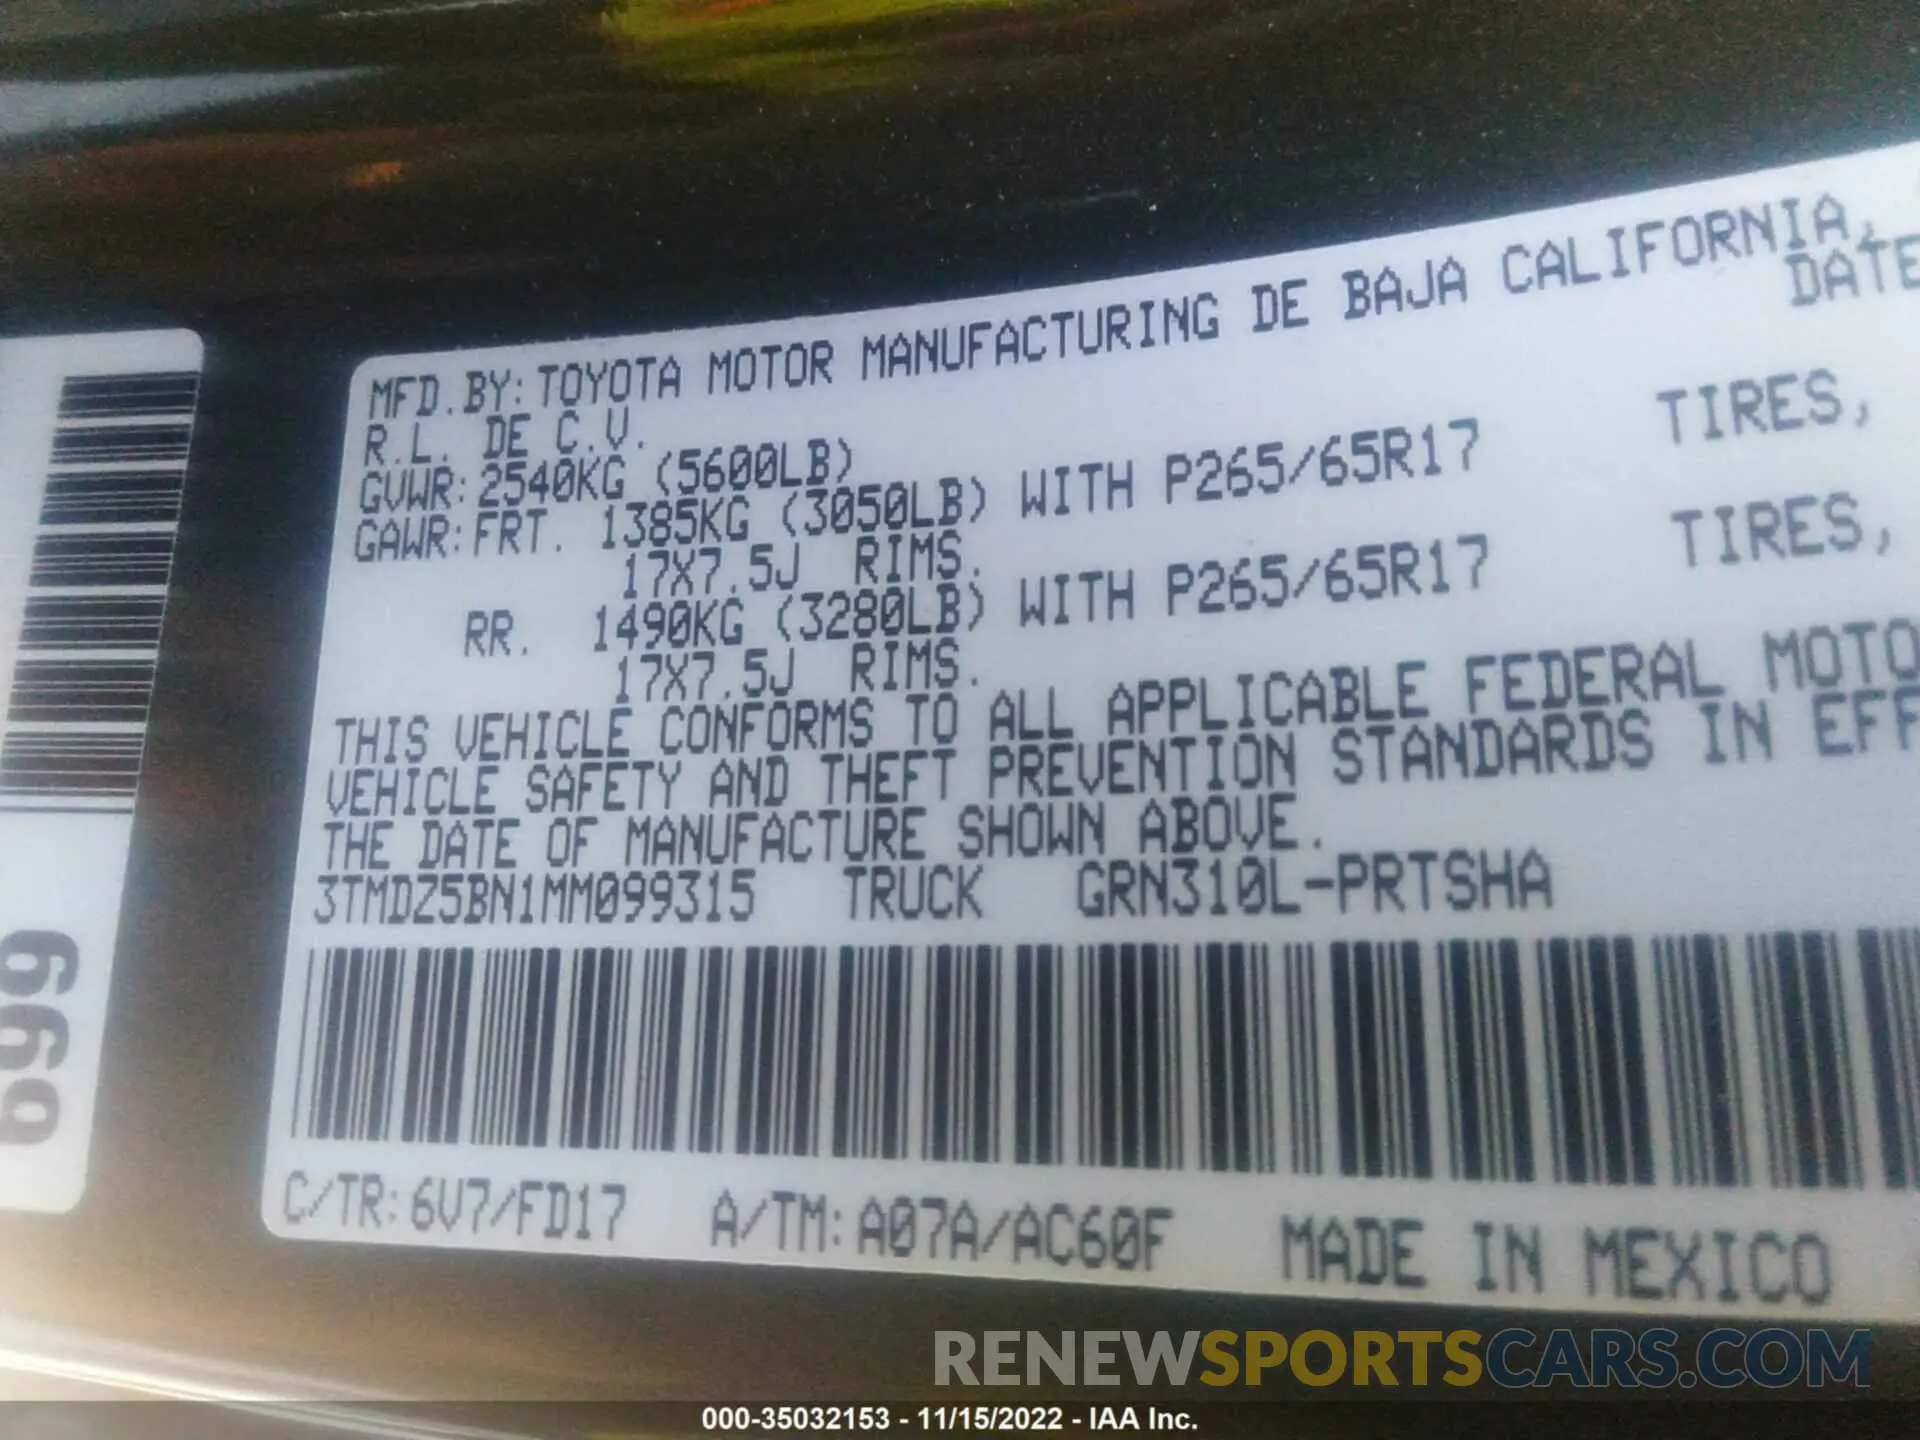 MFD.BY:TOYOTA MOTOR MANUFACTURING DE BAJA CALIFORNIA,
R.L. DE C.V. DATE
GVWR:2540KG (5600LB)
GAWR:FRT. 1385KG (3050LB) WITH P265/65R17 TIRES,
17X7.5J RIMS.
RR. 1490KG (3280LB) WITH P265/65R17 TIRES,
17X7.5J RIMS.
THIS VEHICLE CONFORMS TO ALL APPLICABLE FEDERAL MOTO
VEHICLE SAFETY AND THEFT PREVENTION STANDARDS IN EFF
THE DATE OF MANUFACTURE SHOWN ABOVE.
3TMDZ5BN1MM099315 TRUCK GRN310L-PRTSHA
C/TR:6V7/FD17 A/TM:A07A/AC60F MADE IN MEXICO
699
RENEWSPORTSCARS.COM
000-35032153 - 11/15/2022 - IAA Inc.